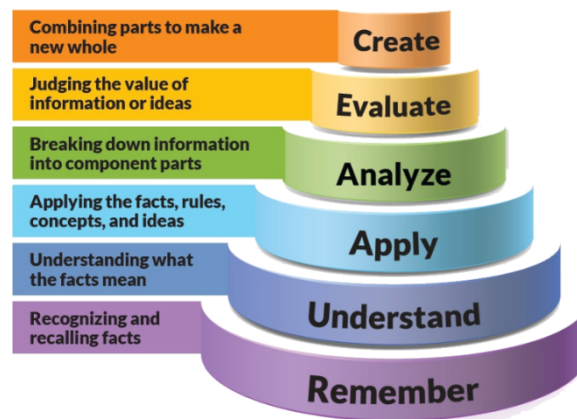 Combining parts to make a
new whole
Create
Judging the value of
information or ideas
Evaluate
Breaking down information
into component parts
Analyze
Applying the facts, rules,
concepts, and ideas
Apply
Understanding what
the facts mean
Understand
Recognizing and
recalling facts
Remember